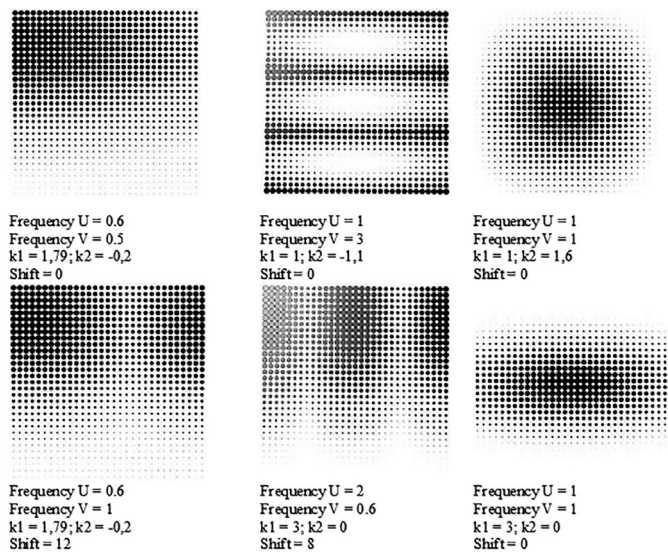 Frequency U = 0.6
Frequency V = 0.5
k1 = 1,79; k2 = -0,2
Shift = 0
Frequency U = 1
Frequency V = 3
k1 = 1; k2 = -1,1
Shift = 0
Frequency U = 1
Frequency V = 1
k1 = 1; k2 = 1,6
Shift = 0
Frequency U = 0.6
Frequency V = 1
k1 = 1,79; k2 = -0,2
Shift = 12
Frequency U = 2
Frequency V = 0.6
k1 = 3; k2 = 0
Shift = 8
Frequency U = 1
Frequency V = 1
k1 = 3; k2 = 0
Shift = 0